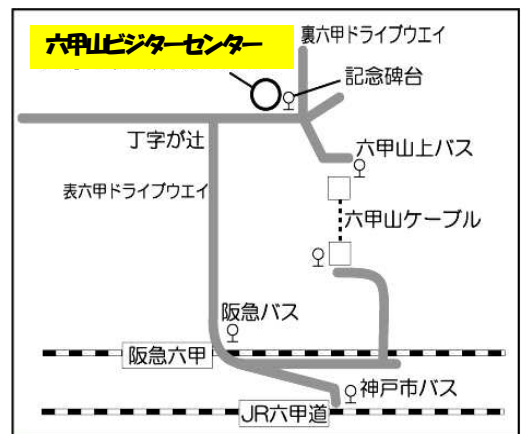 六甲山ビジターセンター
裏六甲ドライブウエイ
記念碑台
丁字が辻
六甲山上バス
表六甲ドライブウエイ
六甲山ケーブル
阪急バス
阪急六甲
神戸市バス
JR六甲道